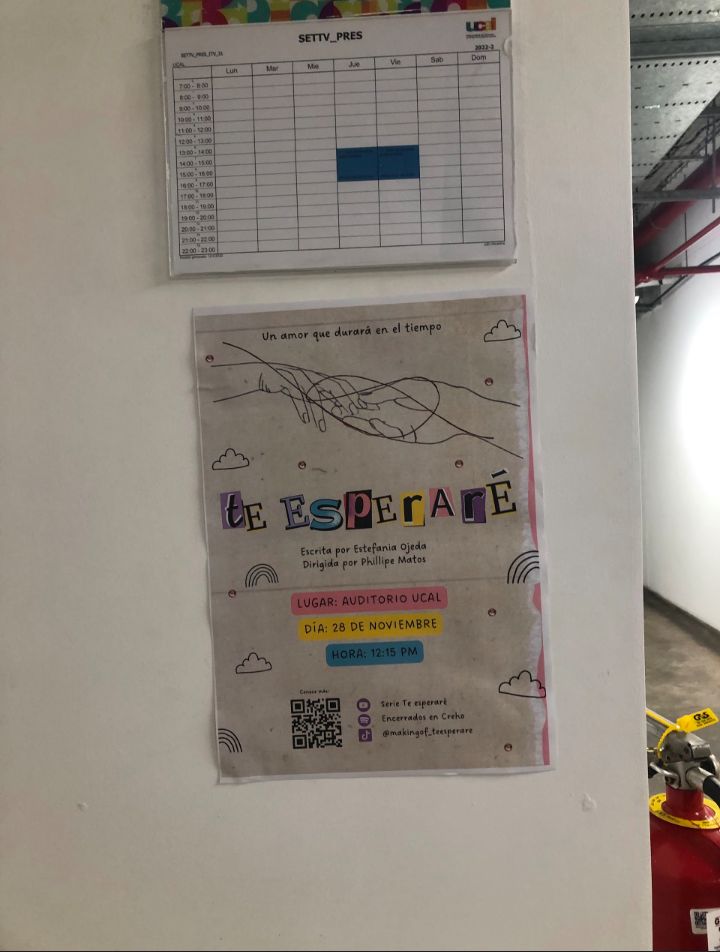 SETTV_PRES
ucal
SETTV_PRES_ITV_31
2022-2
UCAL
Lun Mar Mie Jue Vie Sab Dom
7:00 - 8:00
8:00 - 9:00
9:00 - 10:00
10:00 - 11:00
11:00 - 12:00
12:00 - 13:00
13:00 - 14:00
14:00 - 15:00
15:00 - 16:00
16:00 - 17:00
17:00 - 18:00
18:00 - 19:00
19:00 - 20:00
20:00 - 21:00
21:00 - 22:00
22:00 - 23:00
Un amor que durará en el tiempo
tE ESPERArÉ
Escrita por Estefania Ojeda
Dirigida por Phillipe Matos
LUGAR: AUDITORIO UCAL
DÍA: 28 DE NOVIEMBRE
HORA: 12:15 PM
Conoce más:
Serie Te esperaré
Encerrados en Creho
@makingof_teesperare